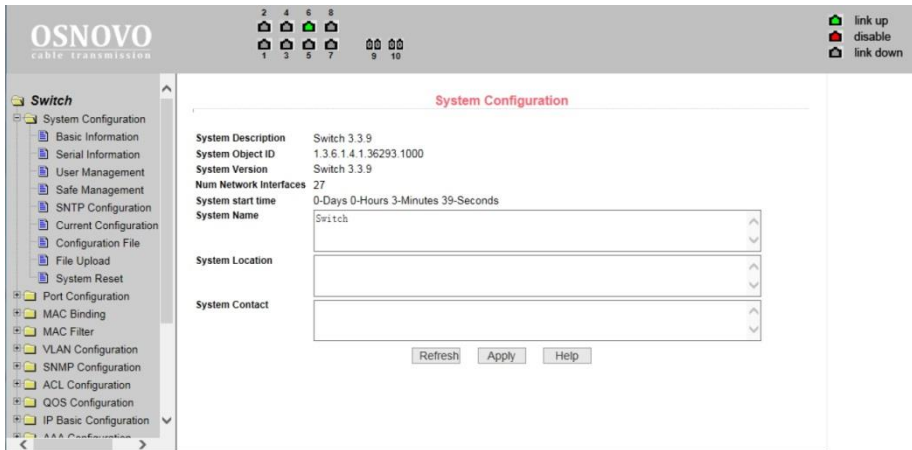 OSNOVO
cable transmission
2 4 6 8
1 3 5 7 9 10
link up
disable
link down
Switch
System Configuration
Basic Information
Serial Information
User Management
Safe Management
SNTP Configuration
Current Configuration
Configuration File
File Upload
System Reset
Port Configuration
MAC Binding
MAC Filter
VLAN Configuration
SNMP Configuration
ACL Configuration
QOS Configuration
IP Basic Configuration
AAA Configuration
System Configuration
System Description Switch 3.3.9
System Object ID 1.3.6.1.4.1.36293.1000
System Version Switch 3.3.9
Num Network Interfaces 27
System start time 0-Days 0-Hours 3-Minutes 39-Seconds
System Name Switch
System Location
System Contact
Refresh Apply Help